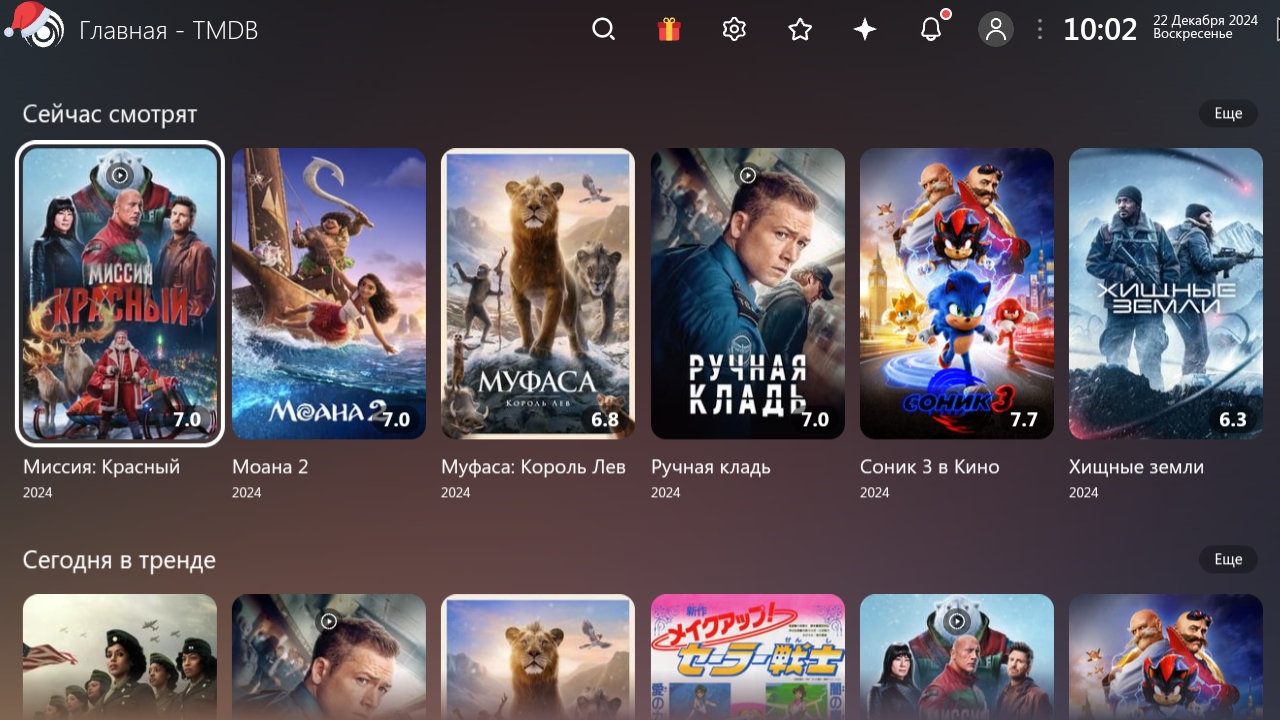 Главная - TMDB
10:02
22 Декабря 2024
Воскресенье
Сейчас смотрят
Еще
МИССИЯ
КРАСНЫЙ
7.0
МОАНА 2
7.0
МУФАСА
КОРОЛЬ ЛЕВ
6.8
РУЧНАЯ
КЛАДЬ
7.0
СОНИК 3
7.7
ХИЩНЫЕ
ЗЕМЛИ
6.3
Миссия: Красный
2024
Моана 2
2024
Муфаса: Король Лев
2024
Ручная кладь
2024
Соник 3 в Кино
2024
Хищные земли
2024
Сегодня в тренде
Еще
新作
メイクアップ!
セーラー戦士
МИССИЯ